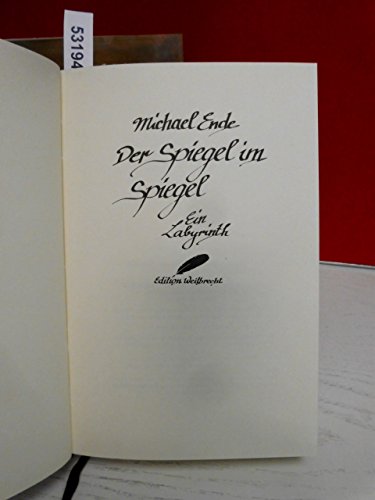 53194
Michael Ende
Der Spiegel im
Spiegel
Ein
Labyrinth
Edition Weitbrecht